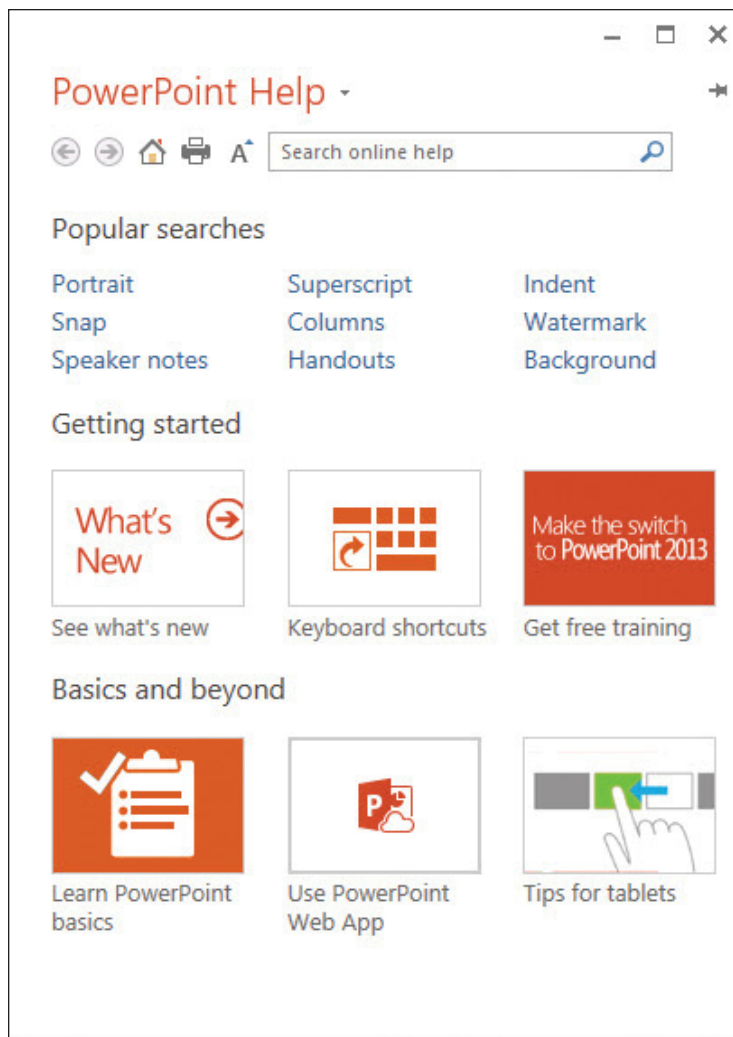 PowerPoint Help
A
Search online help
Popular searches
Portrait Superscript Indent
Snap Columns Watermark
Speaker notes Handouts Background
Getting started
What's
New
Make the switch
to PowerPoint 2013
See what's new Keyboard shortcuts Get free training
Basics and beyond
P
Learn PowerPoint
basics
Use PowerPoint
Web App
Tips for tablets